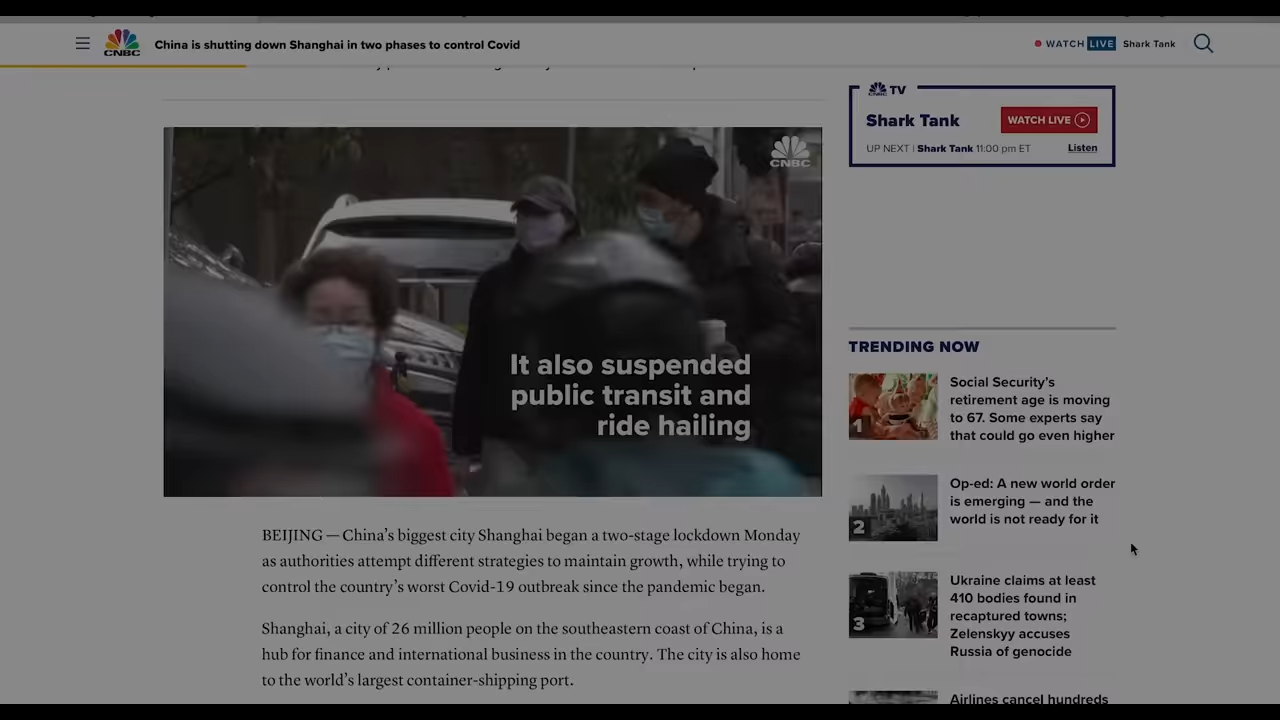 CNBC
China is shutting down Shanghai in two phases to control Covid
WATCH LIVE Shark Tank
CNBC
It also suspended
public transit and
ride hailing
BEIJING — China's biggest city Shanghai began a two-stage lockdown Monday
as authorities attempt different strategies to maintain growth, while trying to
control the country's worst Covid-19 outbreak since the pandemic began.
Shanghai, a city of 26 million people on the southeastern coast of China, is a
hub for finance and international business in the country. The city is also home
to the world's largest container-shipping port.
CNBC TV
Shark Tank
WATCH LIVE
UP NEXT | Shark Tank 11:00 pm ET
Listen
TRENDING NOW
1
Social Security's
retirement age is moving
to 67. Some experts say
that could go even higher
2
Op-ed: A new world order
is emerging — and the
world is not ready for it
3
Ukraine claims at least
410 bodies found in
recaptured towns;
Zelenskyy accuses
Russia of genocide
Airlines cancel hundreds